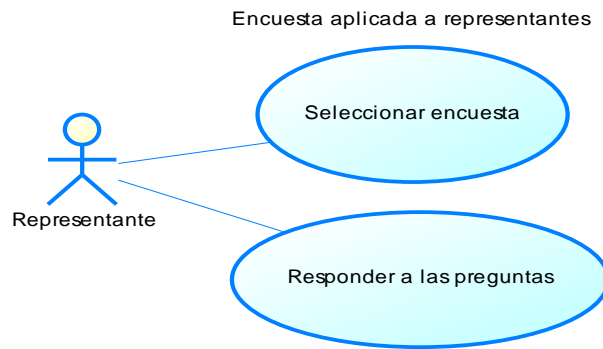 Encuesta aplicada a representantes
Seleccionar encuesta
Representante
Responder a las preguntas